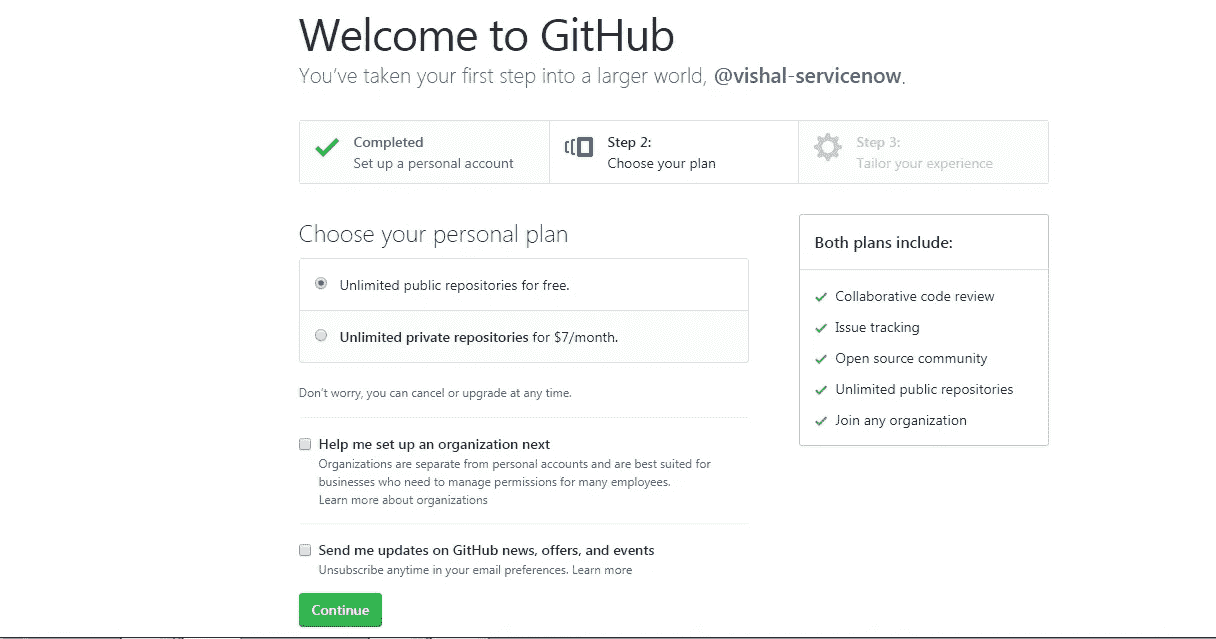 Welcome to GitHub
You've taken your first step into a larger world, @vishal-servicenow.
Completed
Set up a personal account
Step 2:
Choose your plan
Step 3:
Tailor your experience
Choose your personal plan
Unlimited public repositories for free.
Unlimited private repositories for $7/month.
Don't worry, you can cancel or upgrade at any time.
Help me set up an organization next
Organizations are separate from personal accounts and are best suited for
businesses who need to manage permissions for many employees.
Learn more about organizations
Send me updates on GitHub news, offers, and events
Unsubscribe anytime in your email preferences. Learn more
Continue
Both plans include:
Collaborative code review
Issue tracking
Open source community
Unlimited public repositories
Join any organization